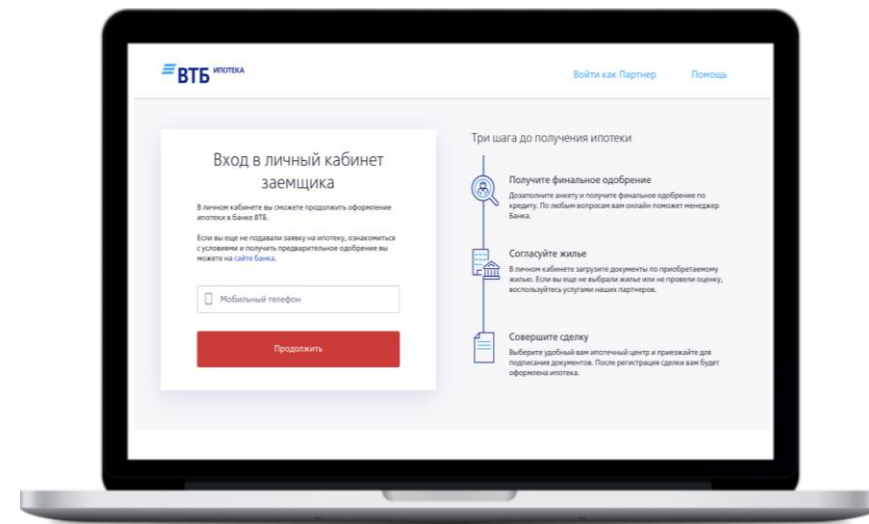 ВТБ ИПОТЕКА
Войти как Партнер
Помощь
Вход в личный кабинет
заемщика
В личном кабинете вы сможете продолжить оформление
ипотеки в банке ВТБ.
Если вы еще не подавали заявку на ипотеку, ознакомиться
с условиями и получить предварительное одобрение вы
можете на сайте банка.
Мобильный телефон
Продолжить
Три шага до получения ипотеки
Получите финальное одобрение
Дозаполните анкету и получите финальное одобрение по
кредиту. По любым вопросам вам онлайн поможет менеджер
Банка.
Согласуйте жилье
В личном кабинете загрузите документы по приобретаемому
жилью. Если вы еще не выбрали жилье или не провели оценку,
воспользуйтесь услугами наших партнеров.
Совершите сделку
Выберите удобный вам ипотечный центр и приезжайте для
подписания документов. После регистрация сделки вам будет
оформлена ипотека.